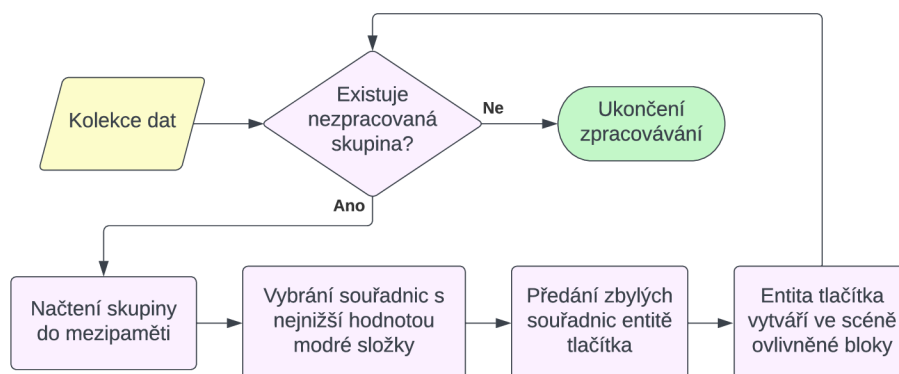 Kolekce dat
Existuje
nezpracovaná
skupina?
Ne
Ukončení
zpracovávání
Ano
Načtení skupiny
do mezipaměti
Vybrání souřadnic s
nejnižší hodnotou
modré složky
Předání zbylých
souřadnic entitě
tlačítka
Entita tlačítka
vytváří ve scéně
ovlivněné bloky